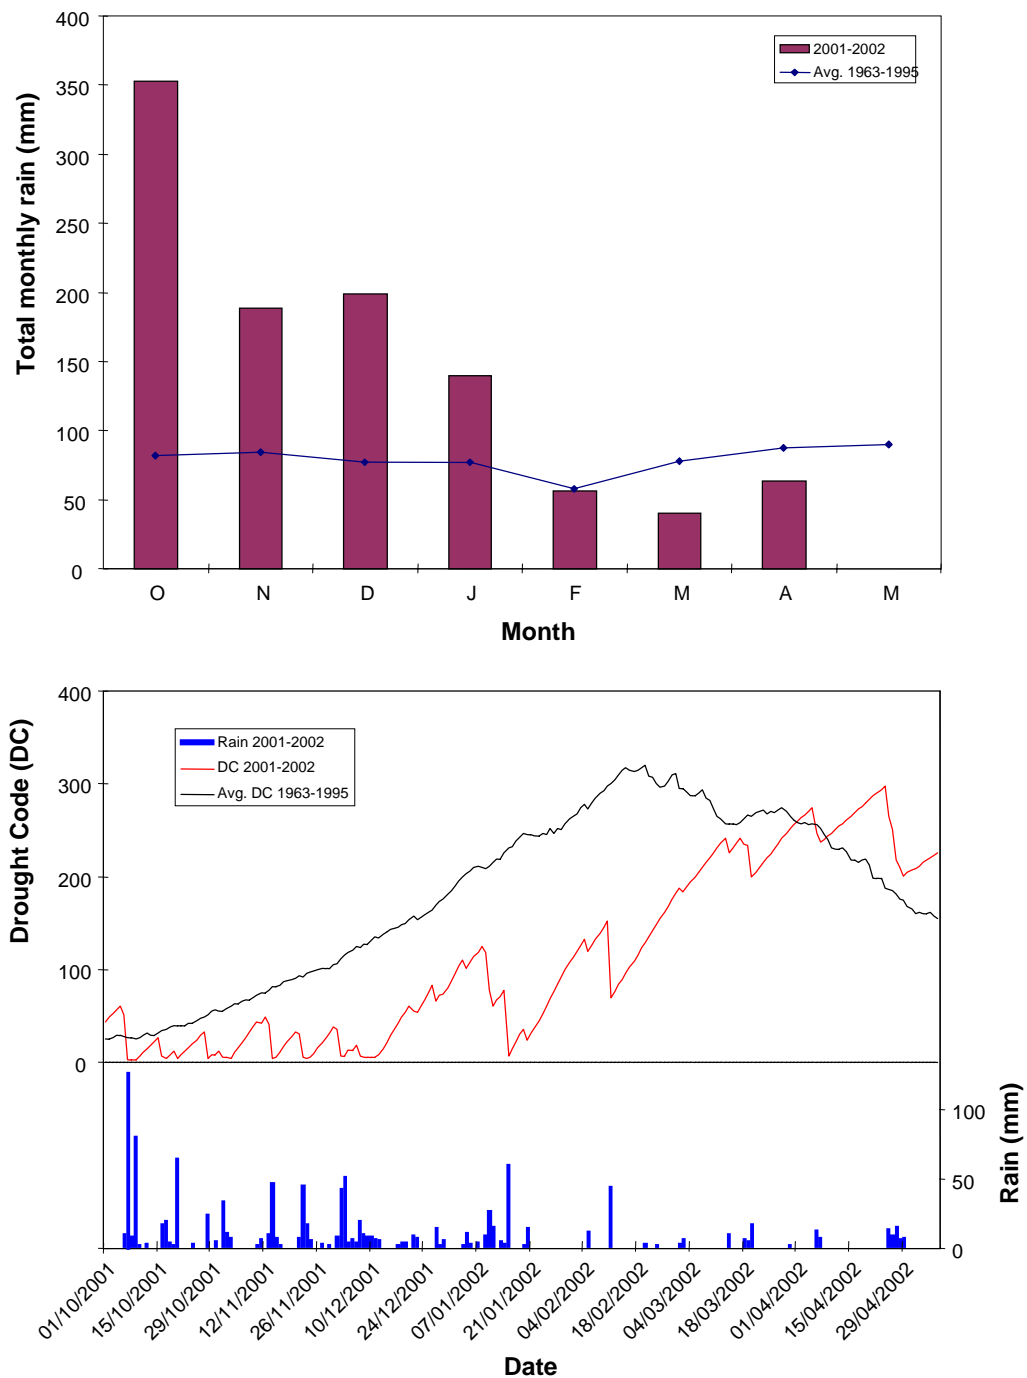 400
350
300
250
200
150
100
50
0
Total monthly rain (mm)
2001-2002
Avg. 1963-1995
O N D J F M A M
Month
400
300
200
100
0
Drought Code (DC)
Rain 2001-2002
DC 2001-2002
Avg. DC 1963-1995
100
50
0
Rain (mm)
01/10/2001 15/10/2001 29/10/2001 12/11/2001 26/11/2001 10/12/2001 24/12/2001 07/01/2002 21/01/2002 04/02/2002 18/02/2002 04/03/2002 18/03/2002 01/04/2002 15/04/2002 29/04/2002
Date